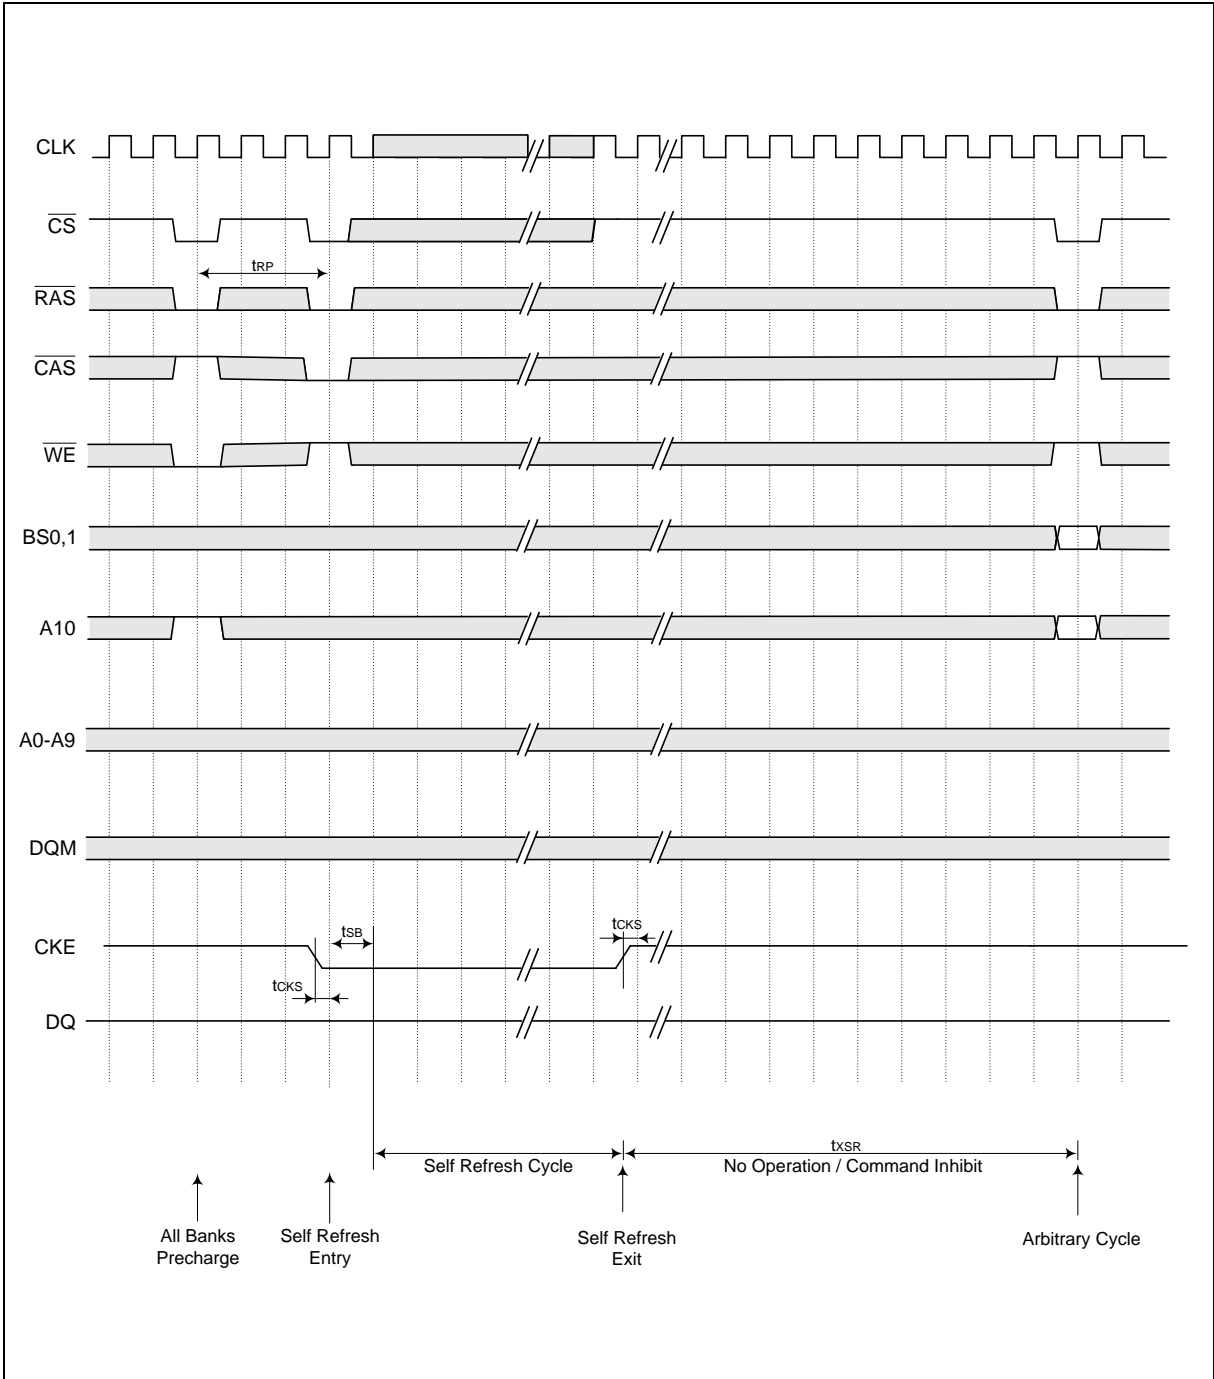 CLK
CS
tRP
RAS
CAS
WE
BS0,1
A10
A0-A9
DQM
tSB
tCKS
CKE
tCKS
DQ
tXSR
Self Refresh Cycle
No Operation / Command Inhibit
All Banks
Precharge
Self Refresh
Entry
Self Refresh
Exit
Arbitrary Cycle